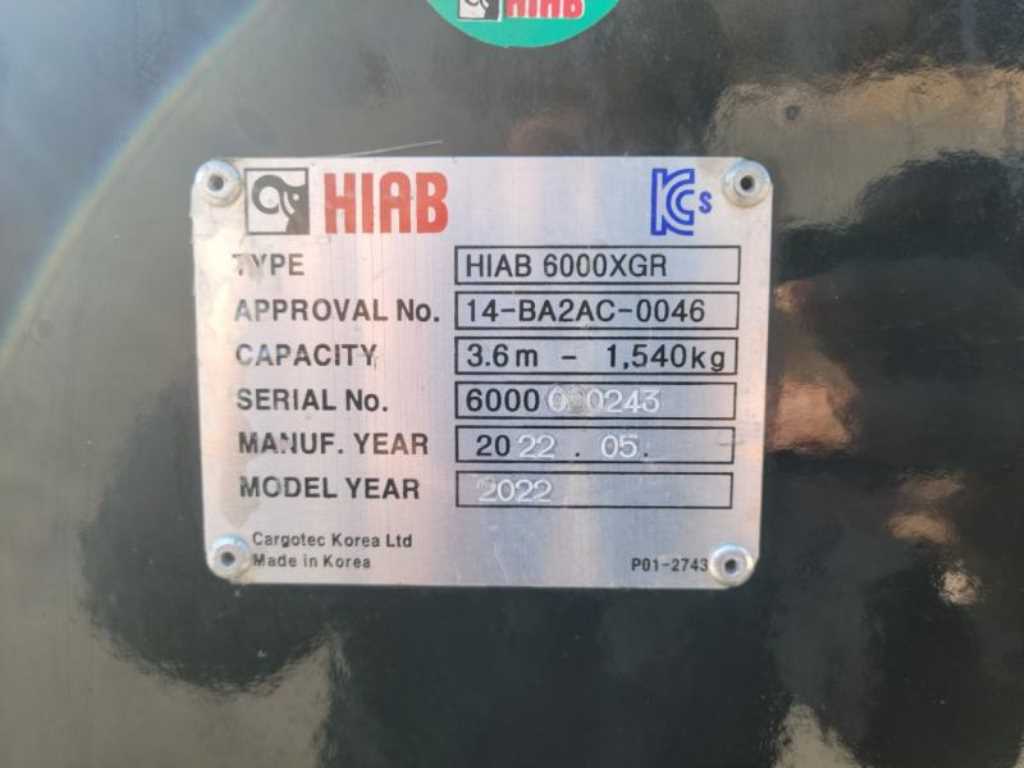 HIAB
HIAB
KCs
TYPE HIAB 6000XGR
APPROVAL No. 14-BA2AC-0046
CAPACITY 3.6m - 1,540kg
SERIAL No. 6000
MANUF. YEAR 2022.05.
MODEL YEAR 2022
Cargotec Korea Ltd
Made in Korea
P01-2743